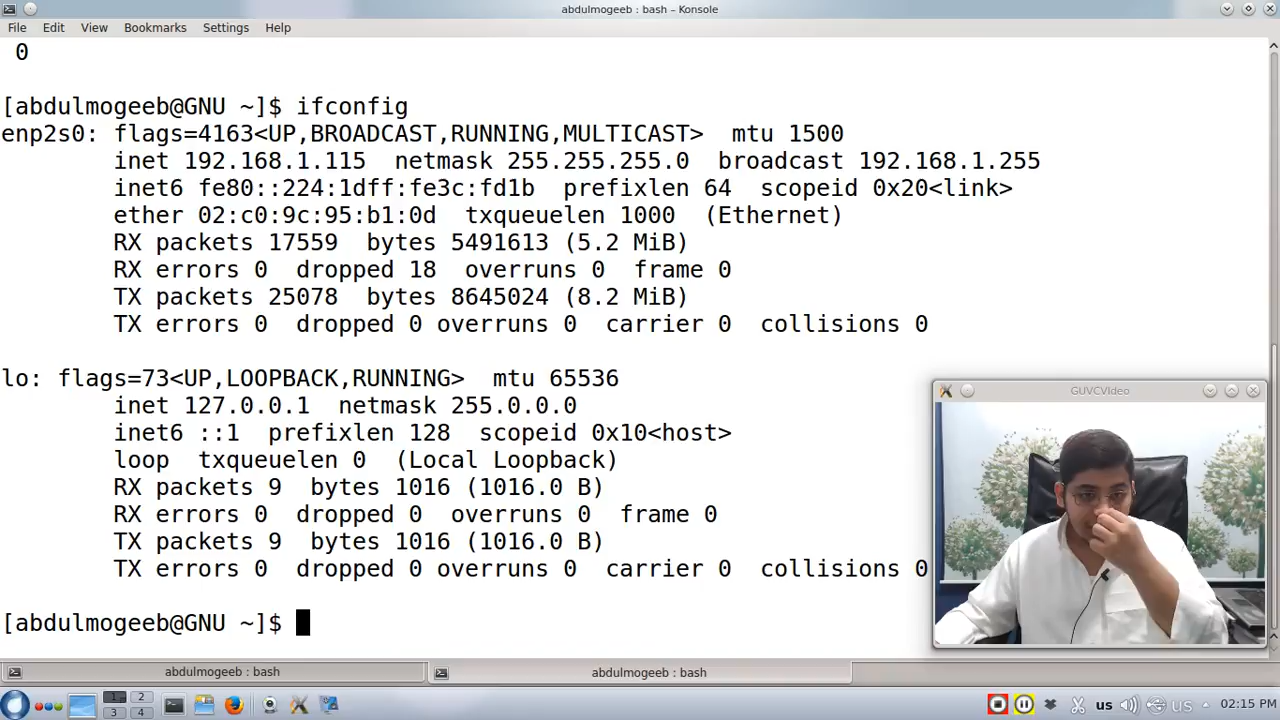 abdulmogeeb : bash – Konsole
File Edit View Bookmarks Settings Help
0
[abdulmogeeb@GNU ~]$ ifconfig
enp2s0: flags=4163<UP,BROADCAST,RUNNING,MULTICAST> mtu 1500
inet 192.168.1.115 netmask 255.255.255.0 broadcast 192.168.1.255
inet6 fe80::224:1dff:fe3c:fd1b prefixlen 64 scopeid 0x20<link>
ether 02:c0:9c:95:b1:0d txqueuelen 1000 (Ethernet)
RX packets 17559 bytes 5491613 (5.2 MiB)
RX errors 0 dropped 18 overruns 0 frame 0
TX packets 25078 bytes 8645024 (8.2 MiB)
TX errors 0 dropped 0 overruns 0 carrier 0 collisions 0
lo: flags=73<UP,LOOPBACK,RUNNING> mtu 65536
inet 127.0.0.1 netmask 255.0.0.0
inet6 ::1 prefixlen 128 scopeid 0x10<host>
loop txqueuelen 0 (Local Loopback)
RX packets 9 bytes 1016 (1016.0 B)
RX errors 0 dropped 0 overruns 0 frame 0
TX packets 9 bytes 1016 (1016.0 B)
TX errors 0 dropped 0 overruns 0 carrier 0 collisions 0
[abdulmogeeb@GNU ~]$
GUVCVideo
abdulmogeeb : bash
abdulmogeeb : bash
1 2
3 4
us us 02:15 PM